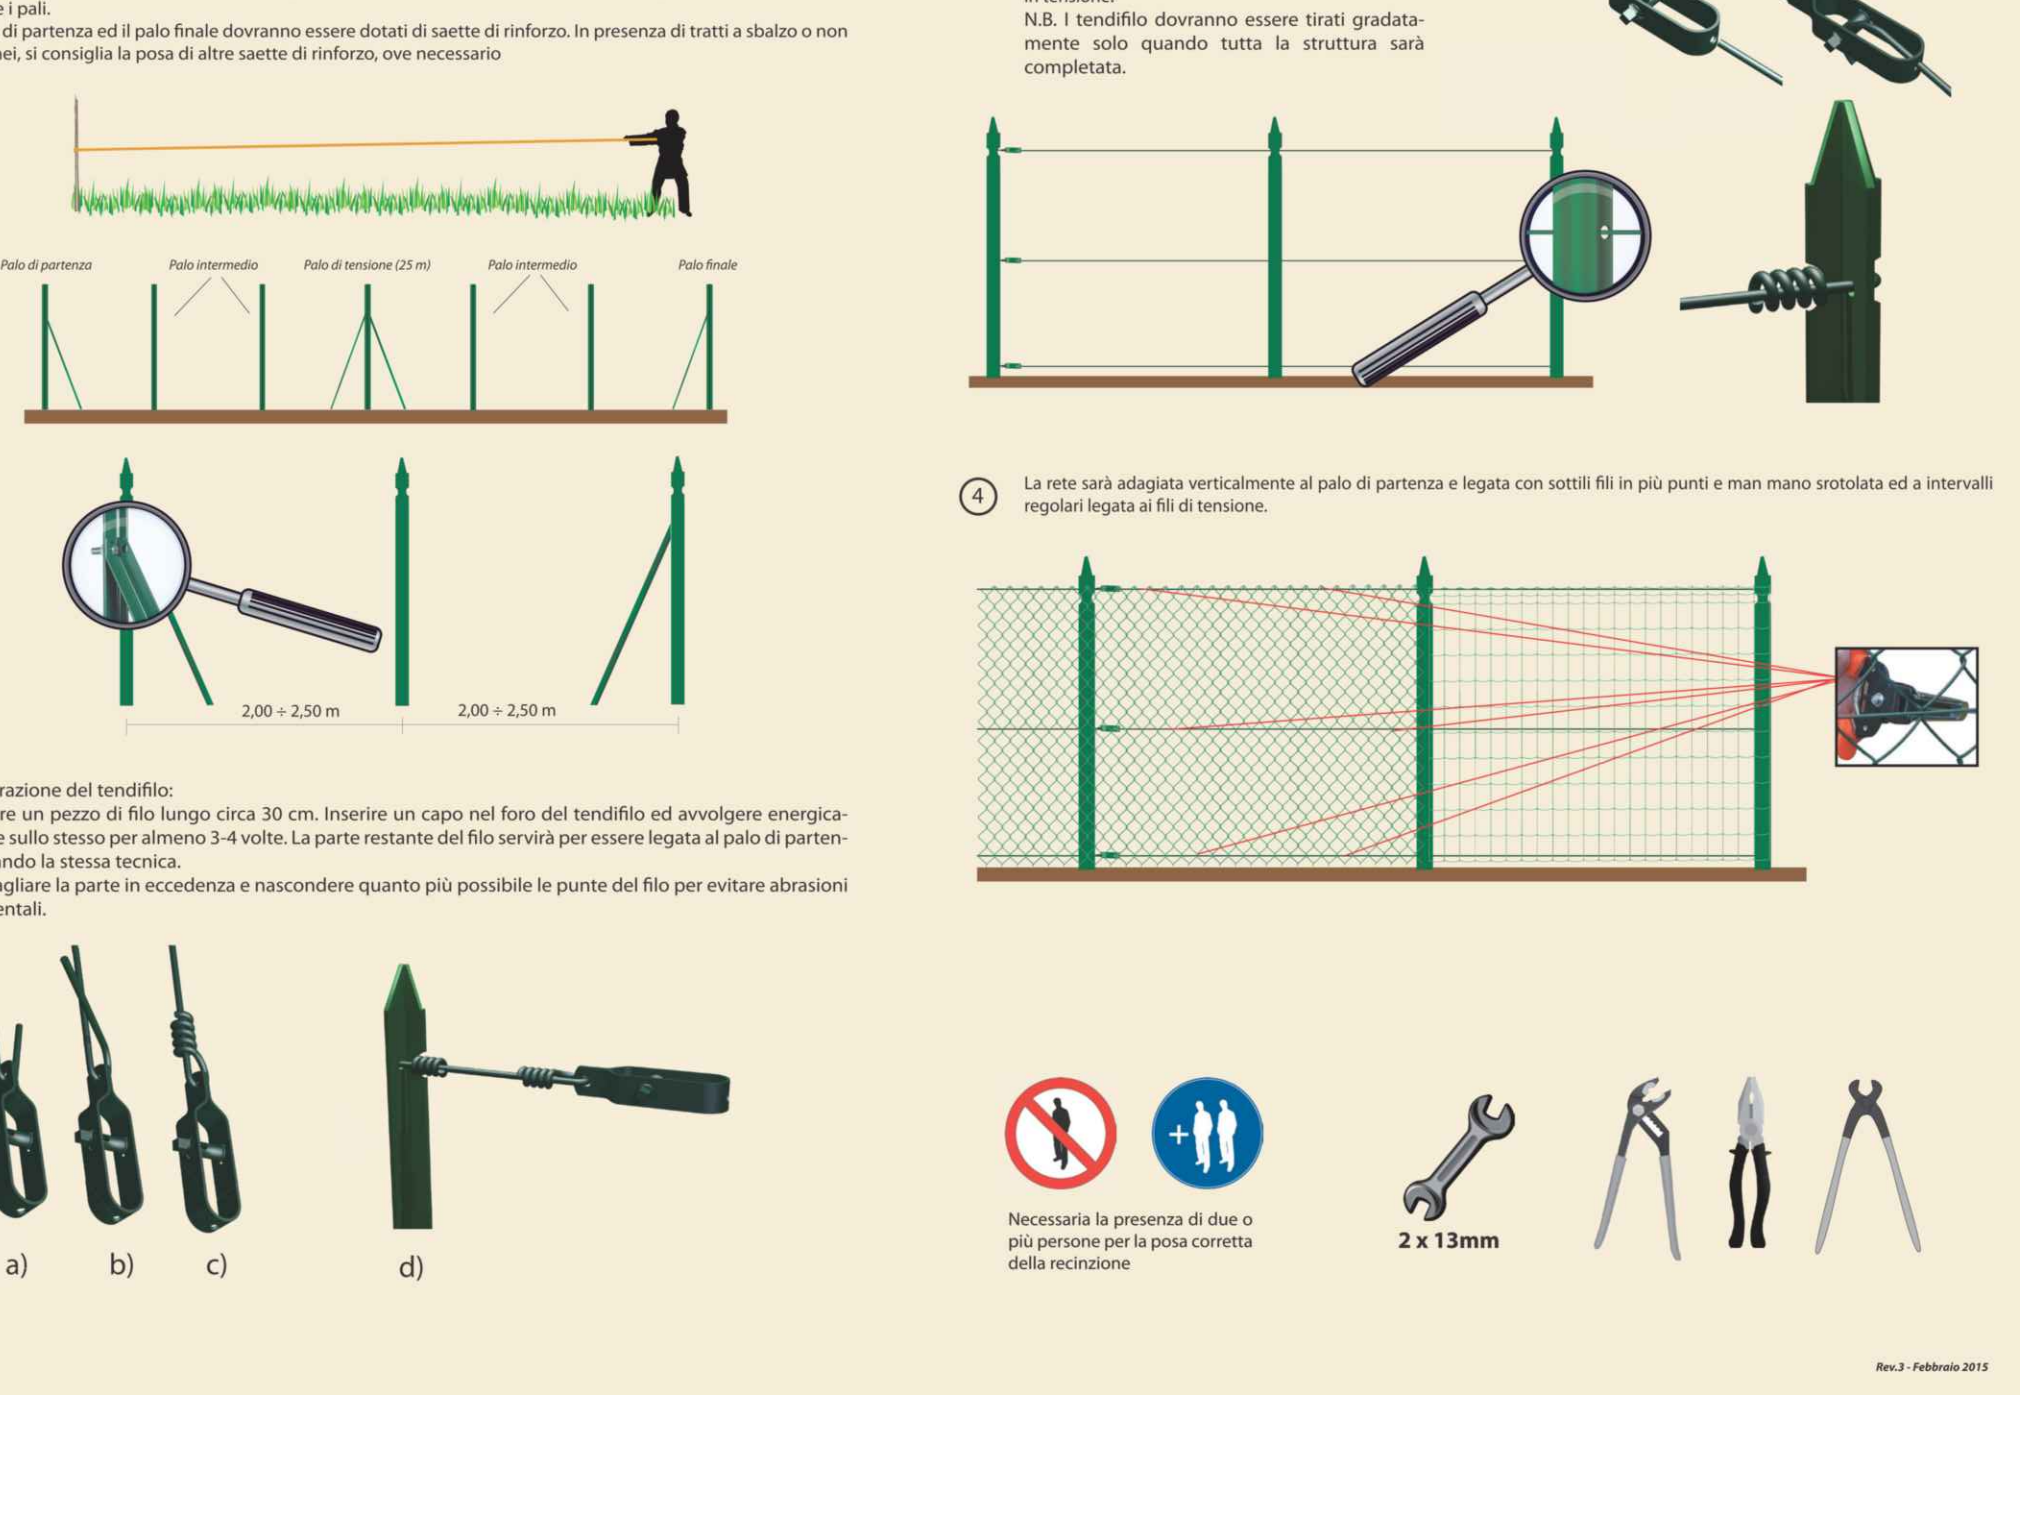 e i pali.
di partenza ed il palo finale dovranno essere dotati di saette di rinforzo. In presenza di tratti a sbalzo o non
nei, si consiglia la posa di altre saette di rinforzo, ove necessario
Palo di partenza
Palo intermedio
Palo di tensione (25 m)
Palo intermedio
Palo finale
2,00 ÷ 2,50 m
2,00 ÷ 2,50 m
razione del tendifilo:
re un pezzo di filo lungo circa 30 cm. Inserire un capo nel foro del tendifilo ed avvolgere energica-
e sullo stesso per almeno 3-4 volte. La parte restante del filo servirà per essere legata al palo di parten-
ando la stessa tecnica.
agliare la parte in eccedenza e nascondere quanto più possibile le punte del filo per evitare abrasioni
entali.
a)
b)
c)
d)
in tensione.
N.B. I tendifilo dovranno essere tirati gradata-
mente solo quando tutta la struttura sarà
completata.
4
La rete sarà adagiata verticalmente al palo di partenza e legata con sottili fili in più punti e man mano srotolata ed a intervalli
regolari legata ai fili di tensione.
+
Necessaria la presenza di due o
più persone per la posa corretta
della recinzione
2 x 13mm
Rev.3 - Febbraio 2015